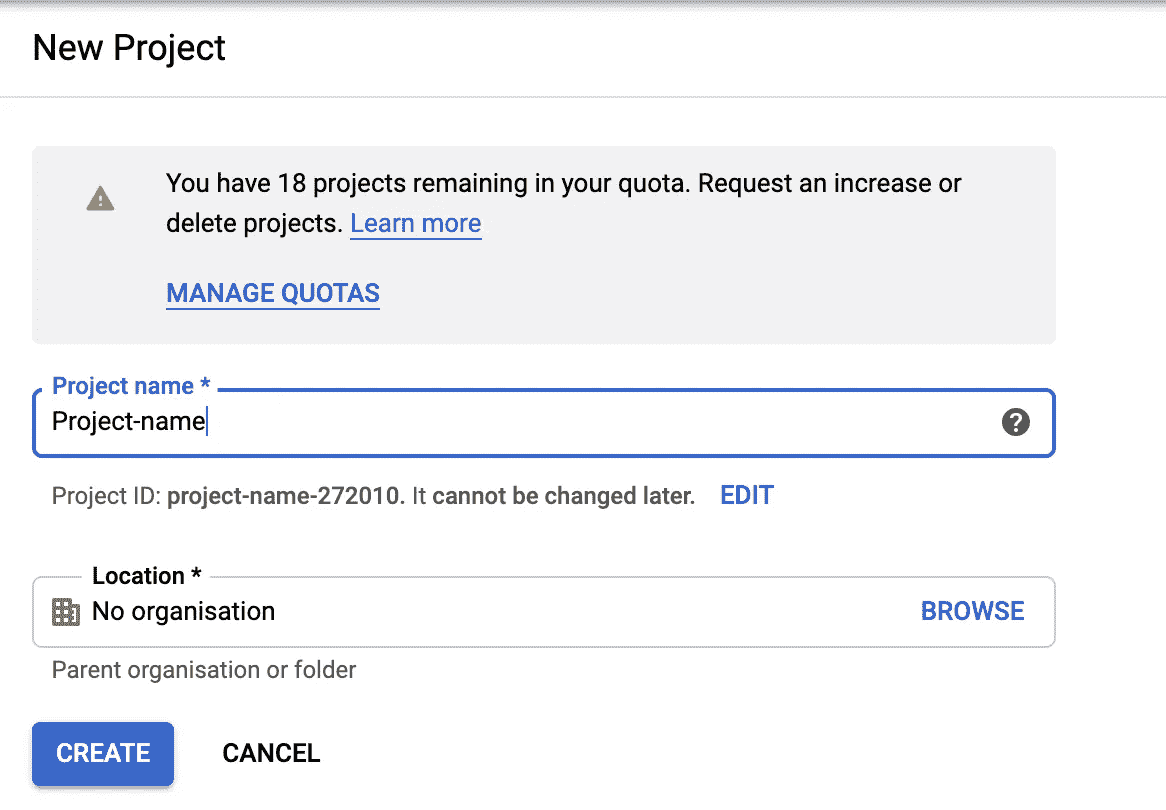 New Project
You have 18 projects remaining in your quota. Request an increase or
delete projects. Learn more
MANAGE QUOTAS
Project name *
Project-name
Project ID: project-name-272010. It cannot be changed later. EDIT
Location *
No organisation BROWSE
Parent organisation or folder
CREATE CANCEL